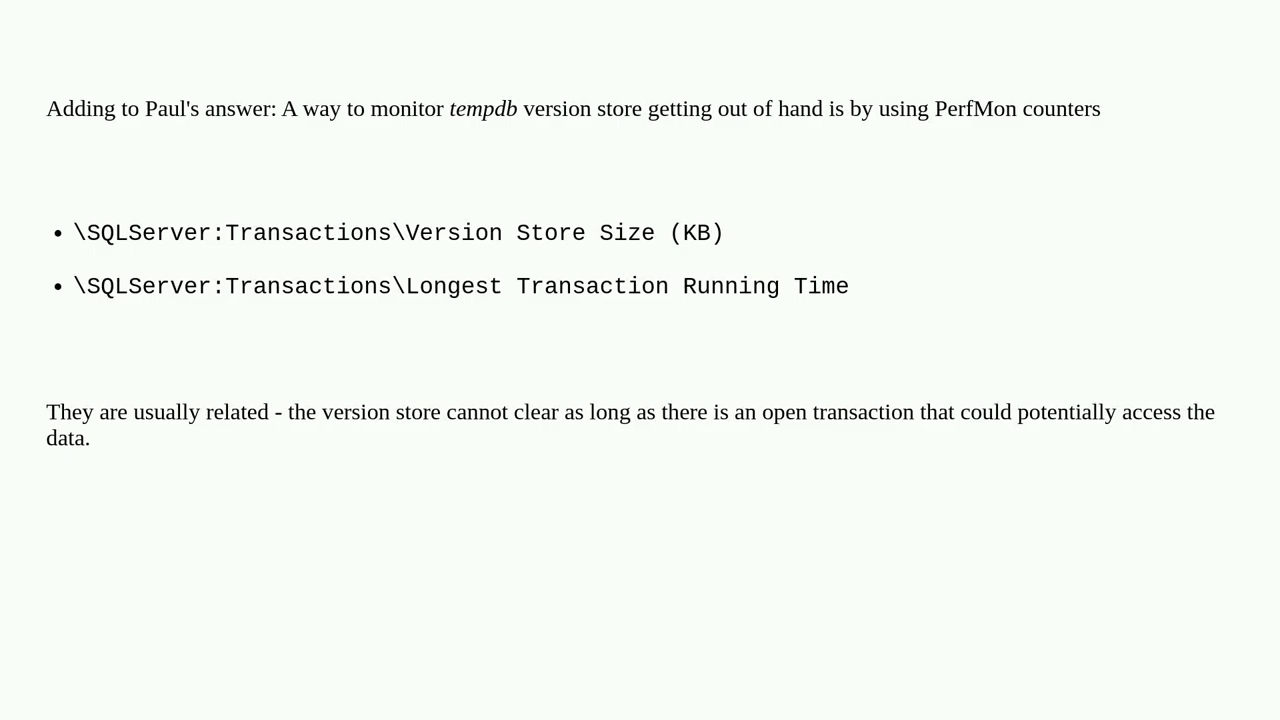 Adding to Paul's answer: A way to monitor tempdb version store getting out of hand is by using PerfMon counters
• \SQLServer:Transactions\Version Store Size (KB)
• \SQLServer:Transactions\Longest Transaction Running Time
They are usually related - the version store cannot clear as long as there is an open transaction that could potentially access the
data.